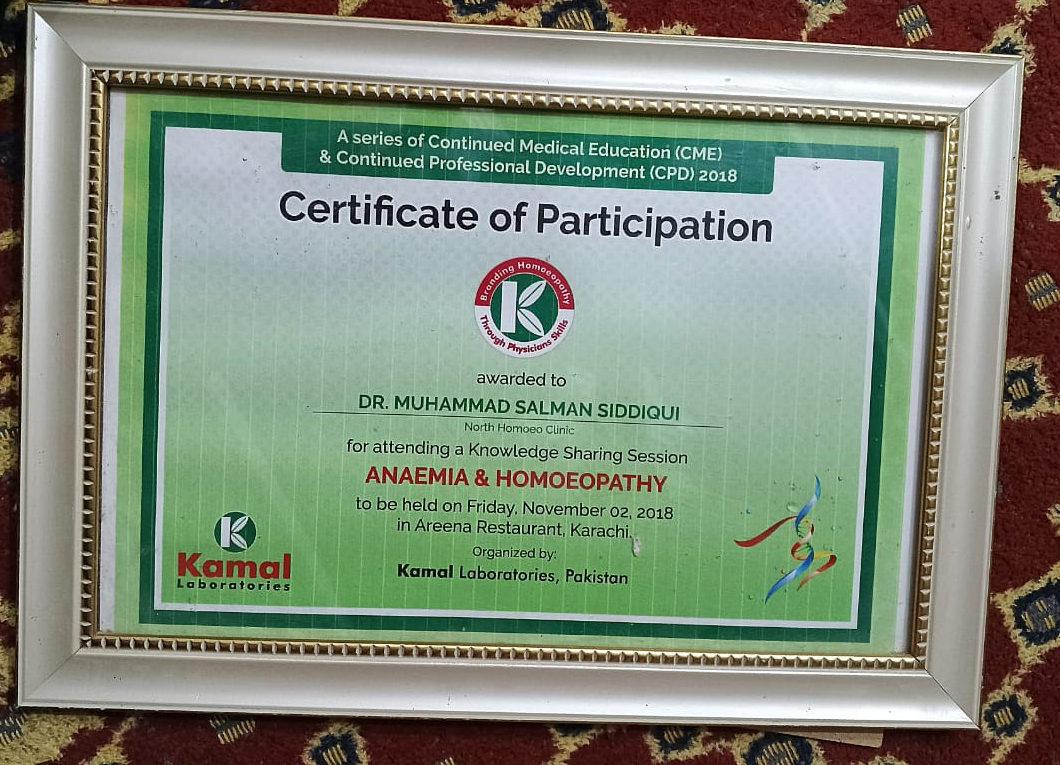 A series of Continued Medical Education (CME)
& Continued Professional Development (CPD) 2018
Certificate of Participation
Branding Homoeopathy
K
Through Physicians Skills
awarded to
DR. MUHAMMAD SALMAN SIDDIQUI
North Homoeo Clinic
for attending a Knowledge Sharing Session
ANAEMIA & HOMOEOPATHY
to be held on Friday, November 02, 2018
in Areena Restaurant, Karachi.
Organized by:
Kamal Laboratories, Pakistan
K
Kamal
Laboratories